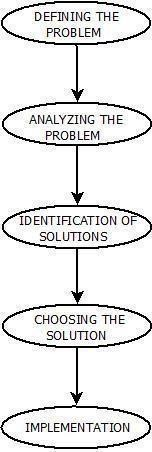 DEFINING THE
PROBLEM
ANALYZING THE
PROBLEM
IDENTIFICATION OF
SOLUTIONS
CHOOSING THE
SOLUTION
IMPLEMENTATION